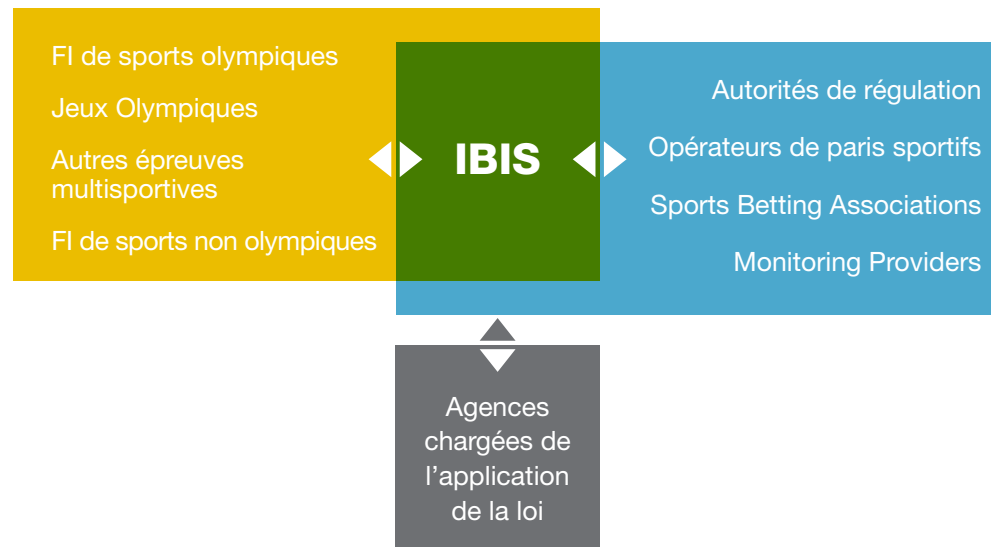 FI de sports olympiques
Jeux Olympiques
Autres épreuves
multisportives
FI de sports non olympiques
IBIS
Autorités de régulation
Opérateurs de paris sportifs
Sports Betting Associations
Monitoring Providers
Agences
chargées de
l’application
de la loi